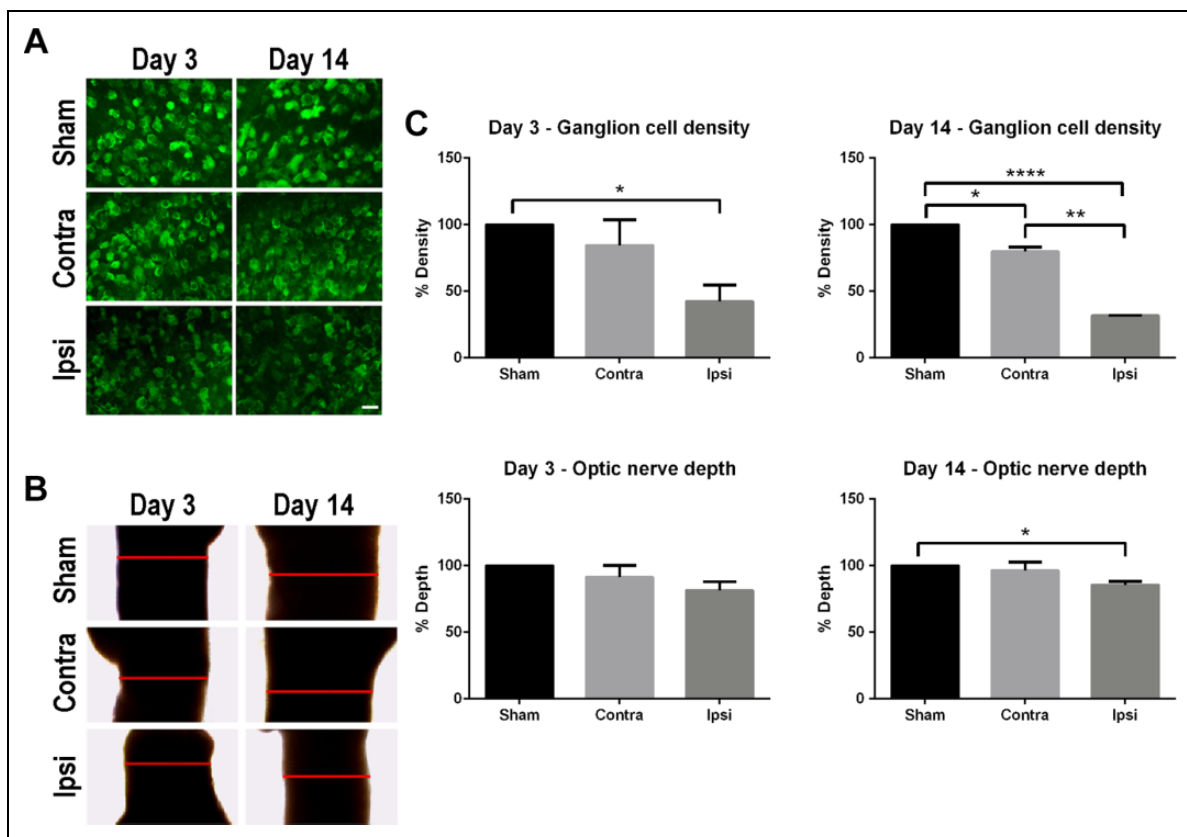 A
Day 3 Day 14
Sham
Contra
Ipsi
B
Day 3 Day 14
Sham
Contra
Ipsi
C
Day 3 - Ganglion cell density
% Density
150
100
50
0
*
Sham Contra Ipsi
Day 14 - Ganglion cell density
% Density
150
100
50
0
****
*
**
Sham Contra Ipsi
Day 3 - Optic nerve depth
% Depth
150
100
50
0
Sham Contra Ipsi
Day 14 - Optic nerve depth
% Depth
150
100
50
0
*
Sham Contra Ipsi